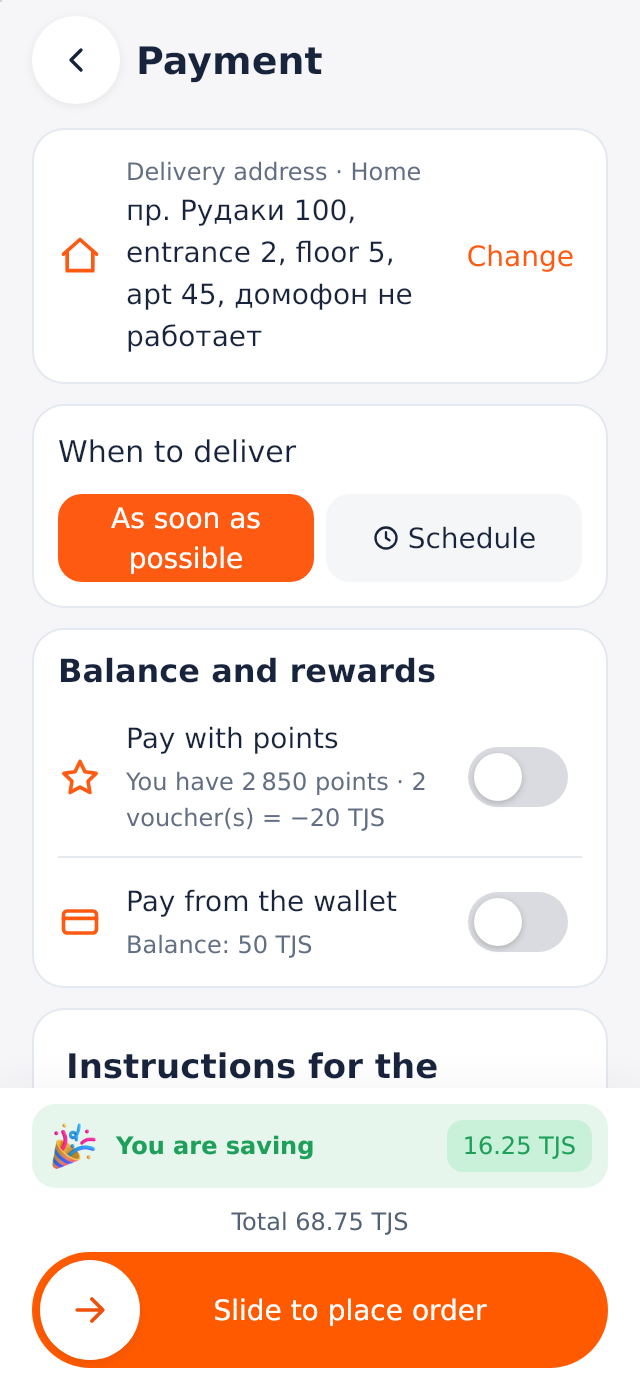 Payment
Delivery address · Home
пр. Рудаки 100,
entrance 2, floor 5,
apt 45, домофон не
работает
Change
When to deliver
As soon as
possible
Schedule
Balance and rewards
Pay with points
You have 2 850 points · 2
voucher(s) = −20 TJS
Pay from the wallet
Balance: 50 TJS
Instructions for the
You are saving
16.25 TJS
Total 68.75 TJS
Slide to place order